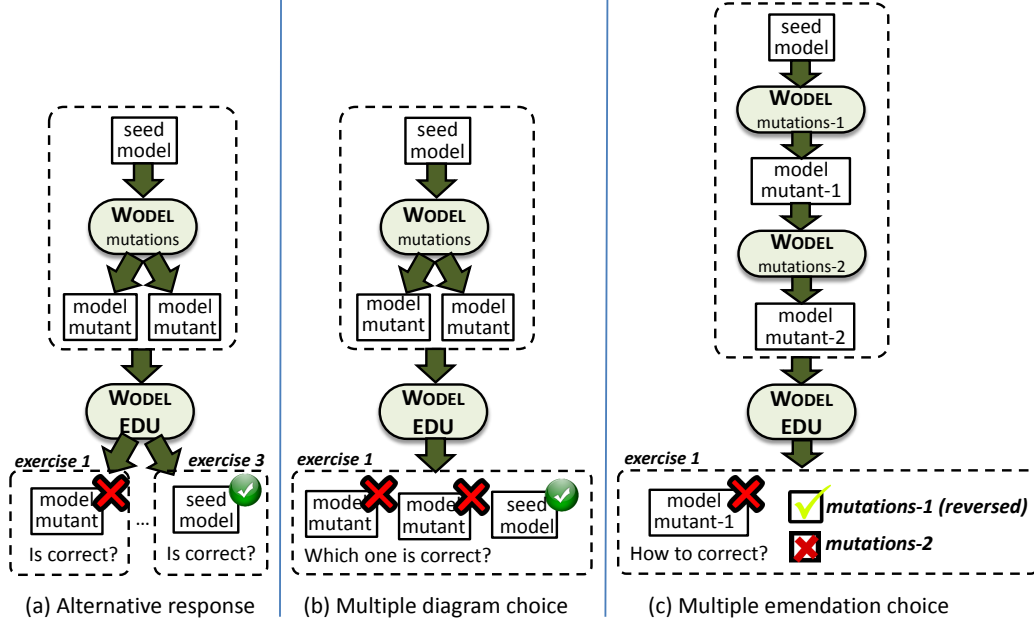 seed
model
WODEL
mutations
model
mutant
model
mutant
WODEL
EDU
exercise 1
exercise 3
model
mutant
...
seed
model
Is correct?
Is correct?
(a) Alternative response
seed
model
WODEL
mutations
model
mutant
model
mutant
WODEL
EDU
exercise 1
model
mutant
model
mutant
seed
model
Which one is correct?
(b) Multiple diagram choice
seed
model
WODEL
mutations-1
model
mutant-1
WODEL
mutations-2
model
mutant-2
WODEL
EDU
exercise 1
model
mutant-1
How to correct?
mutations-1 (reversed)
mutations-2
(c) Multiple emendation choice